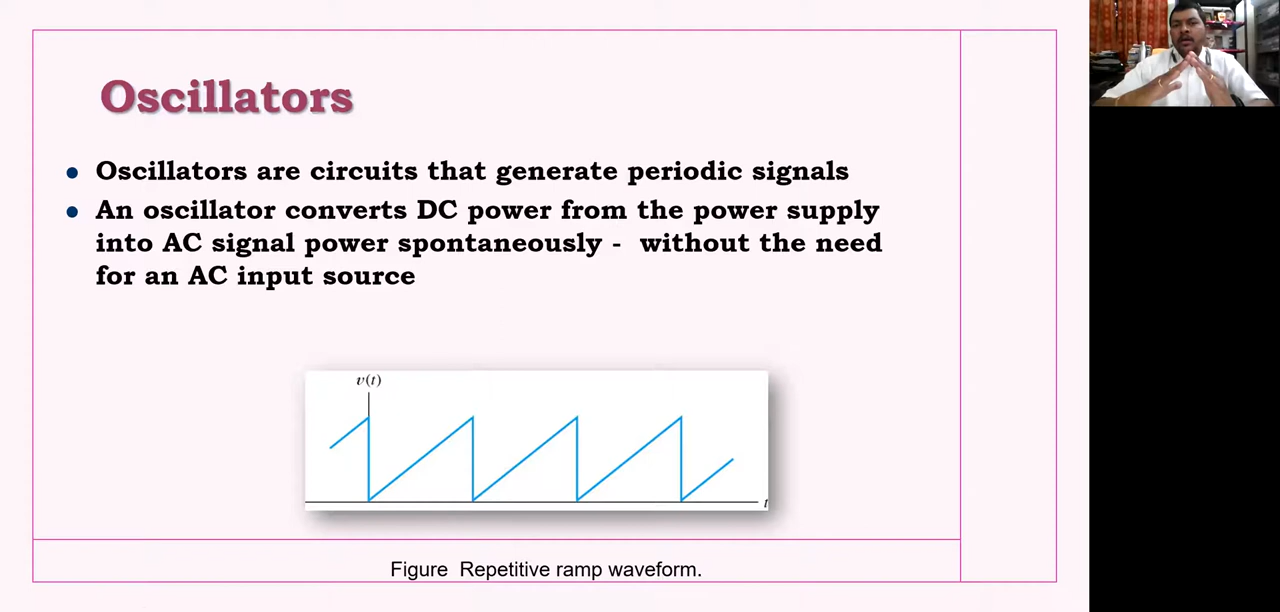 Oscillators
Oscillators are circuits that generate periodic signals
An oscillator converts DC power from the power supply
into AC signal power spontaneously - without the need
for an AC input source
v(t)
t
Figure Repetitive ramp waveform.